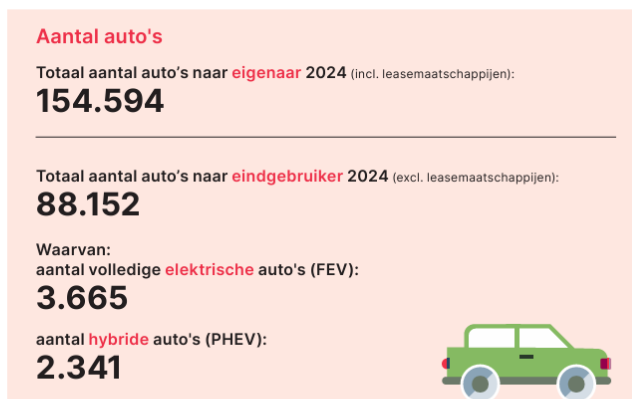 Aantal auto's
Totaal aantal auto’s naar eigenaar 2024 (incl. leasemaatschappijen):
154.594
Totaal aantal auto’s naar eindgebruiker 2024 (excl. leasemaatschappijen):
88.152
Waarvan:
aantal volledige elektrische auto's (FEV):
3.665
aantal hybride auto's (PHEV):
2.341